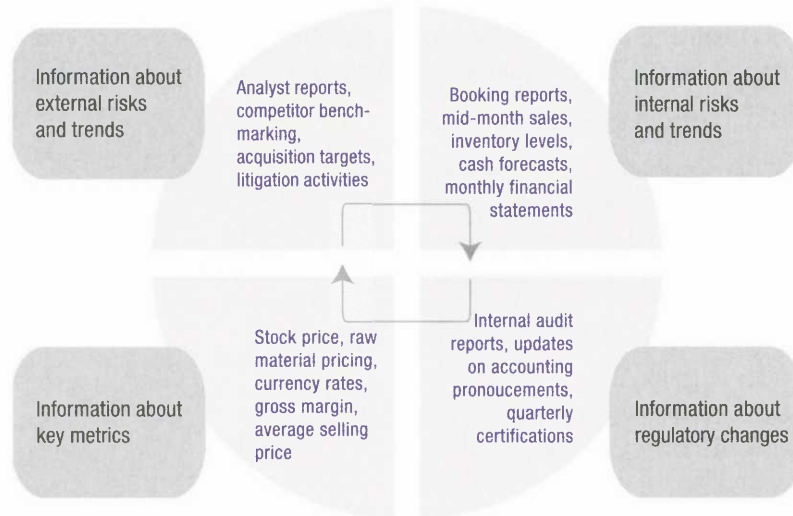 Information about
external risks
and trends
Analyst reports,
competitor bench-
marking,
acquisition targets,
litigation activities
Booking reports,
mid-month sales,
inventory levels,
cash forecasts,
monthly financial
statements
Information about
internal risks
and trends
Information about
key metrics
Stock price, raw
material pricing,
currency rates,
gross margin,
average selling
price
Internal audit
reports, updates
on accounting
pronoucements,
quarterly
certifications
Information about
regulatory changes